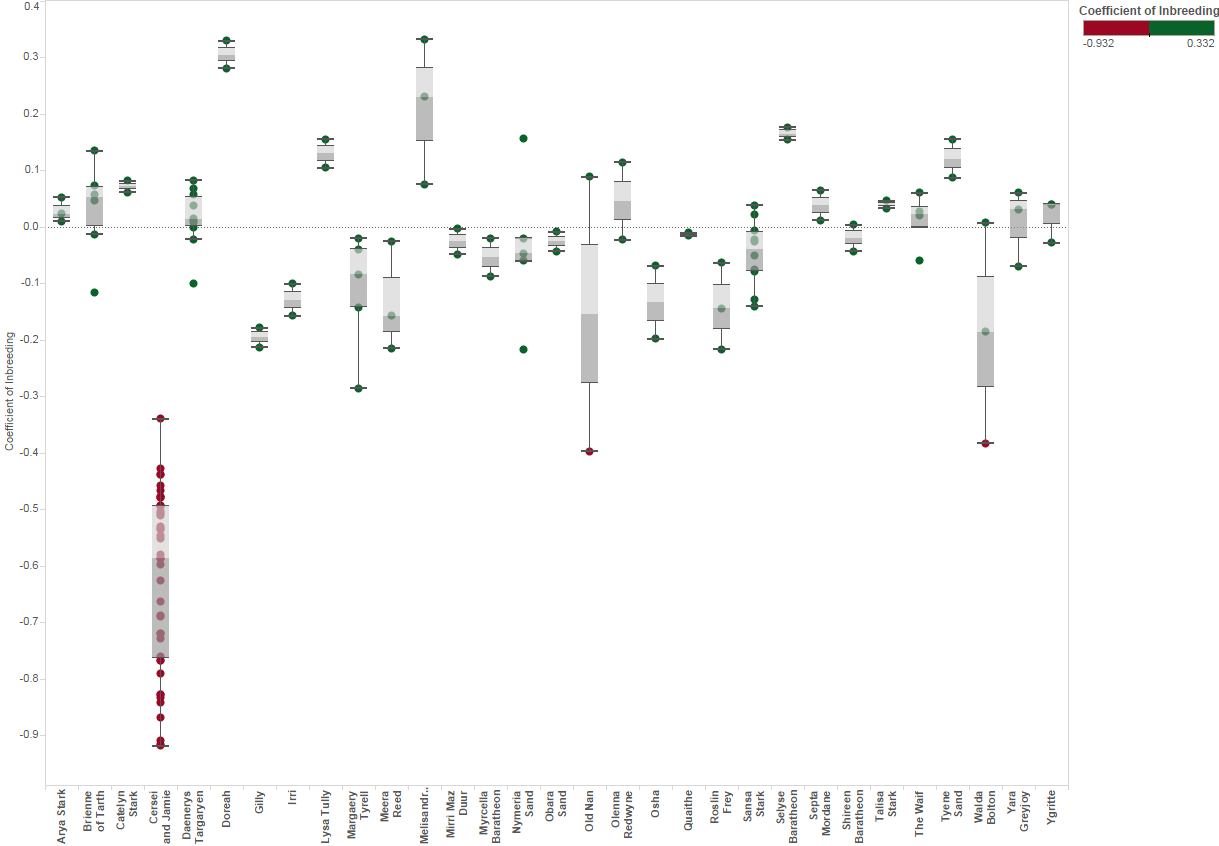 Coefficient of Inbreeding
-0.932
0.332
0.4
0.3
0.2
0.1
0.0
-0.1
-0.2
-0.3
-0.4
-0.5
-0.6
-0.7
-0.8
-0.9
Coefficient of Inbreeding
Arya Stark
Brienne
of Tarth
Catelyn
Stark
Cersei
and Jamie
Daenerys
Targaryen
Doreah
Gilly
Irri
Lysa Tully
Margaery
Tyrell
Meera
Reed
Melisandr..
Mirri Maz
Duur
Myrcella
Baratheon
Nymeria
Sand
Obara
Sand
Old Nan
Olenna
Redwyne
Osha
Quaithe
Roslin
Frey
Sansa
Stark
Selyse
Baratheon
Septa
Mordane
Shireen
Baratheon
Talisa
Stark
The Waif
Tyene
Sand
Walda
Bolton
Yara
Greyjoy
Ygritte